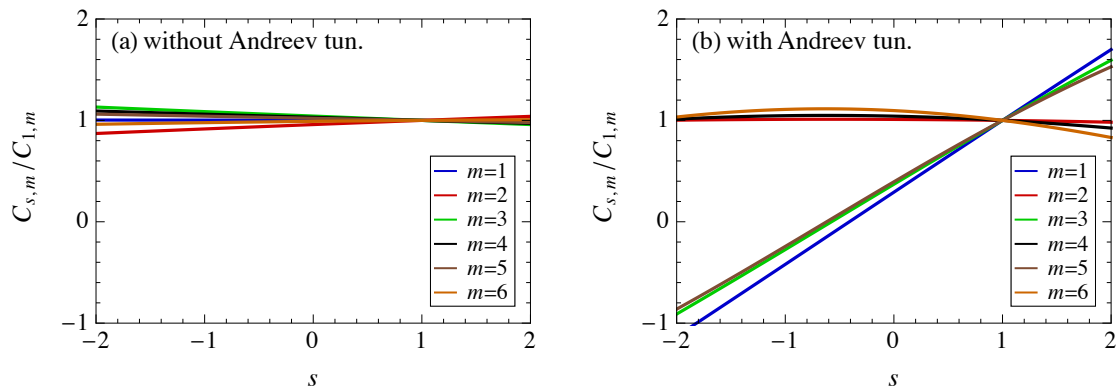 (a) without Andreev tun.
C_{s,m} / C_{1,m}
2
1
0
−1
−2
−1
0
1
2
s
m=1
m=2
m=3
m=4
m=5
m=6
(b) with Andreev tun.
C_{s,m} / C_{1,m}
2
1
0
−1
−2
−1
0
1
2
s
m=1
m=2
m=3
m=4
m=5
m=6